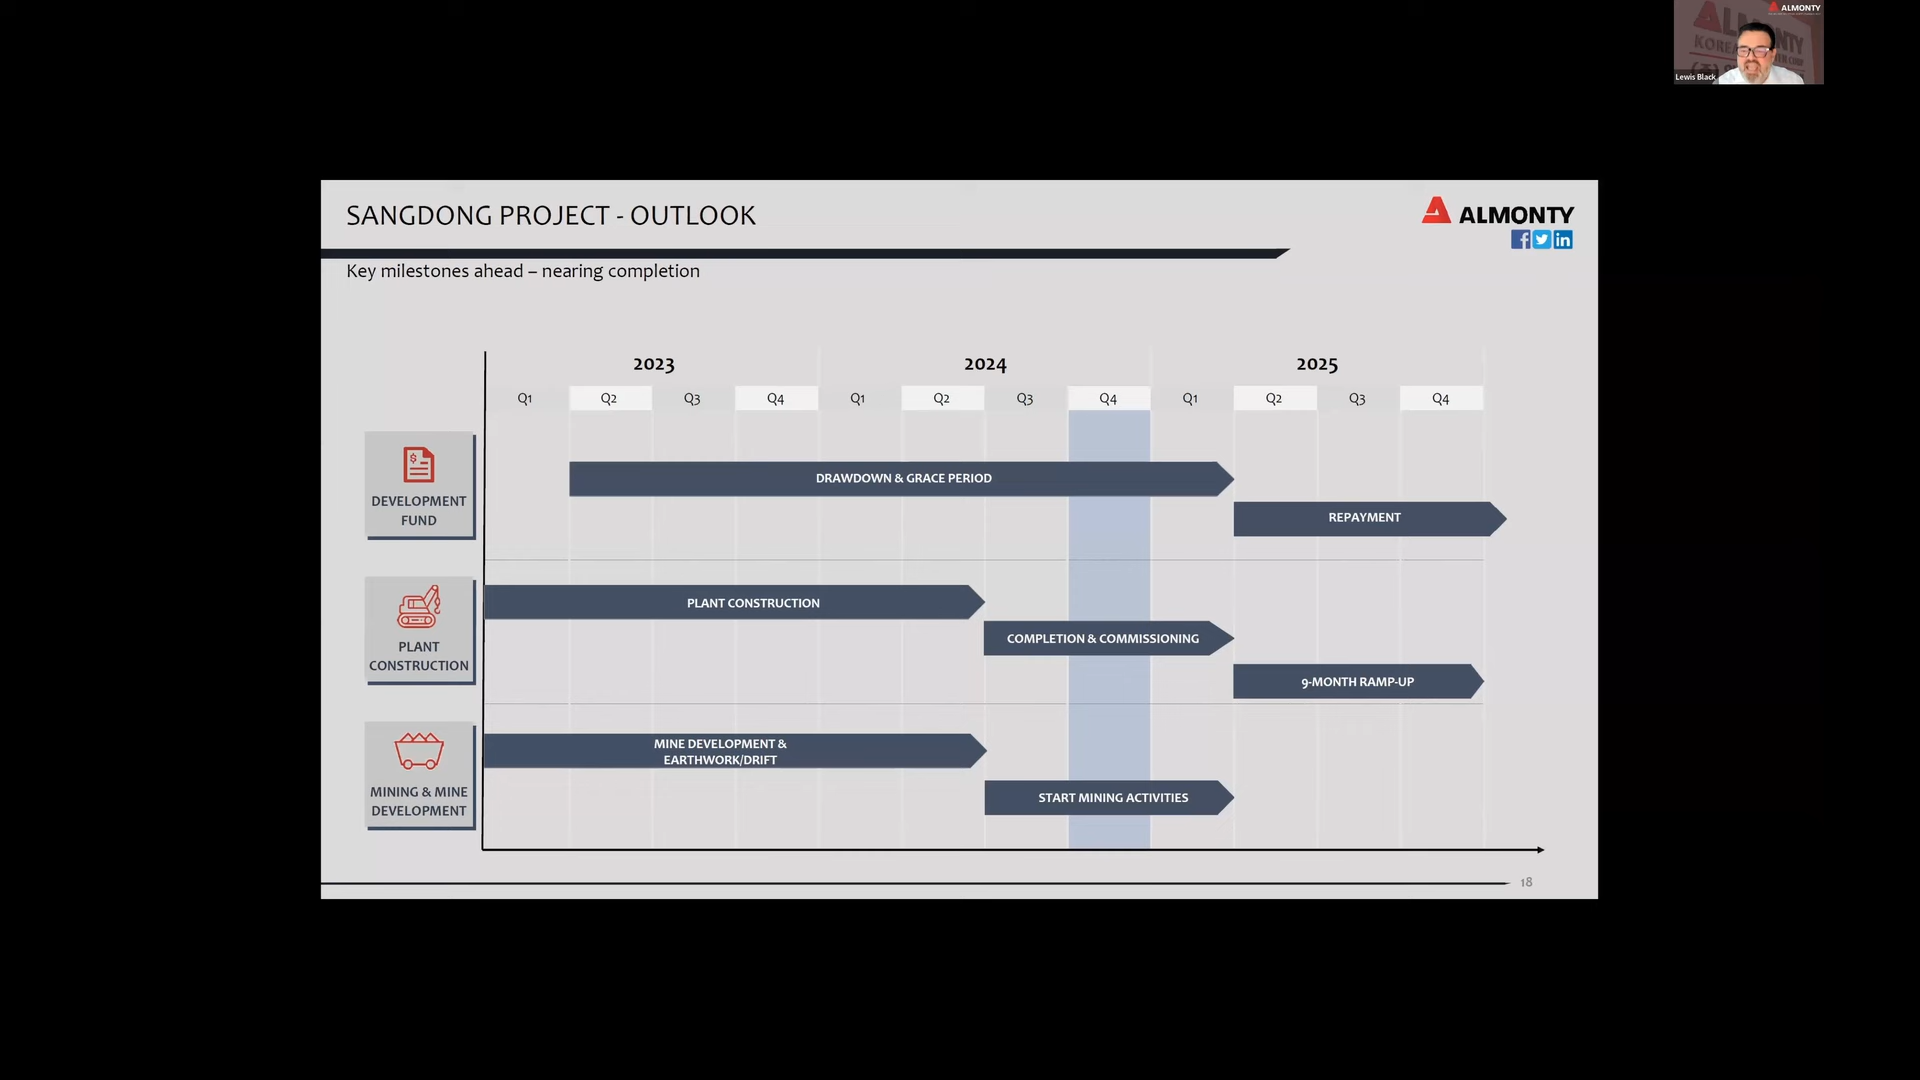 ALMONTY
ALMONTY
KOREA
Lewis Black
SANGDONG PROJECT - OUTLOOK
ALMONTY
Key milestones ahead – nearing completion
2023 2024 2025
Q1 Q2 Q3 Q4 Q1 Q2 Q3 Q4 Q1 Q2 Q3 Q4
DEVELOPMENT
FUND
DRAWDOWN & GRACE PERIOD
REPAYMENT
PLANT
CONSTRUCTION
PLANT CONSTRUCTION
COMPLETION & COMMISSIONING
9-MONTH RAMP-UP
MINING & MINE
DEVELOPMENT
MINE DEVELOPMENT &
EARTHWORK/DRIFT
START MINING ACTIVITIES
18